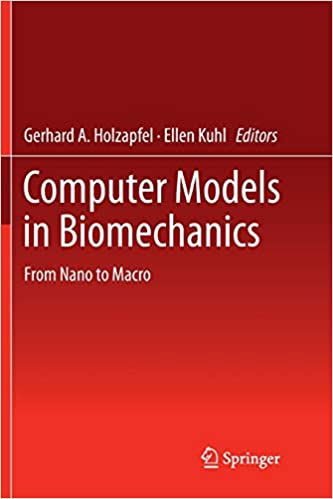 Gerhard A. Holzapfel · Ellen Kuhl Editors
Computer Models
in Biomechanics
From Nano to Macro
Springer